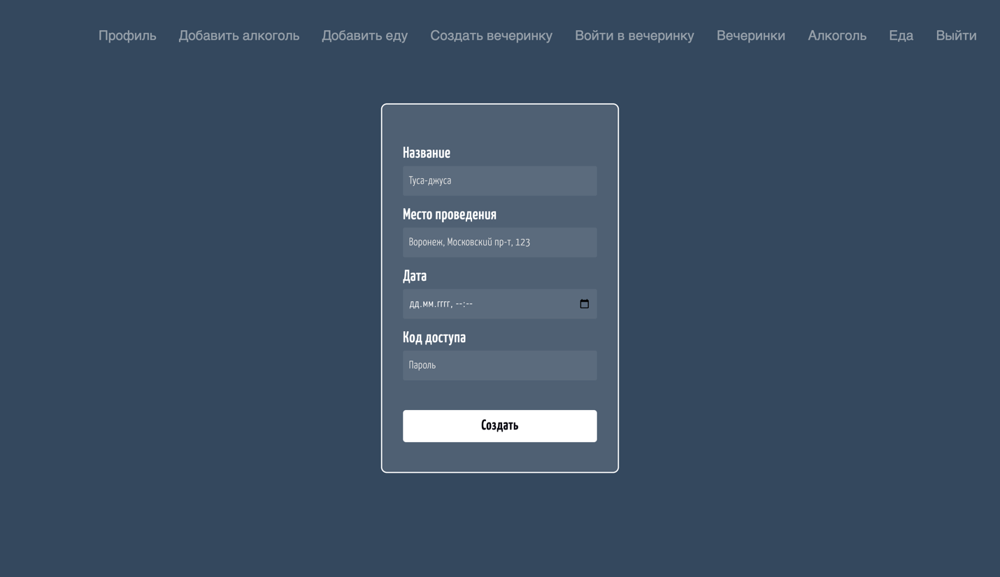 Профиль Добавить алкоголь Добавить еду Создать вечеринку Войти в вечеринку Вечеринки Алкоголь Еда Выйти
Название
Туса-джуса
Место проведения
Воронеж, Московский пр-т, 123
Дата
дд.мм.гггг, --:--
Код доступа
Пароль
Создать